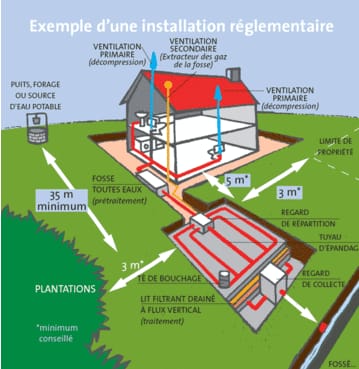 Exemple d'une installation réglementaire
VENTILATION
PRIMAIRE
(décompression)
VENTILATION
SECONDAIRE
(Extracteur des gaz
de la fosse)
VENTILATION
PRIMAIRE
(décompression)
PUITS, FORAGE
OU SOURCE
D'EAU POTABLE
LIMITE DE
PROPRIÉTÉ
35 m
minimum
FOSSE
TOUTES EAUX
(prétraitement)
5 m*
3 m*
REGARD
DE RÉPARTITION
TUYAU
D'ÉPANDAG
3 m*
TÉ DE BOUCHAGE
REGARD
DE COLLECTE
PLANTATIONS
LIT FILTRANT DRAINÉ
À FLUX VERTICAL
(traitement)
*minimum
conseillé
FOSSÉ...